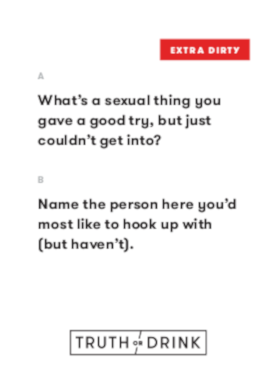 EXTRA DIRTY
A
What's a sexual thing you
gave a good try, but just
couldn't get into?
B
Name the person here you'd
most like to hook up with
(but haven't).
TRUTH OR DRINK